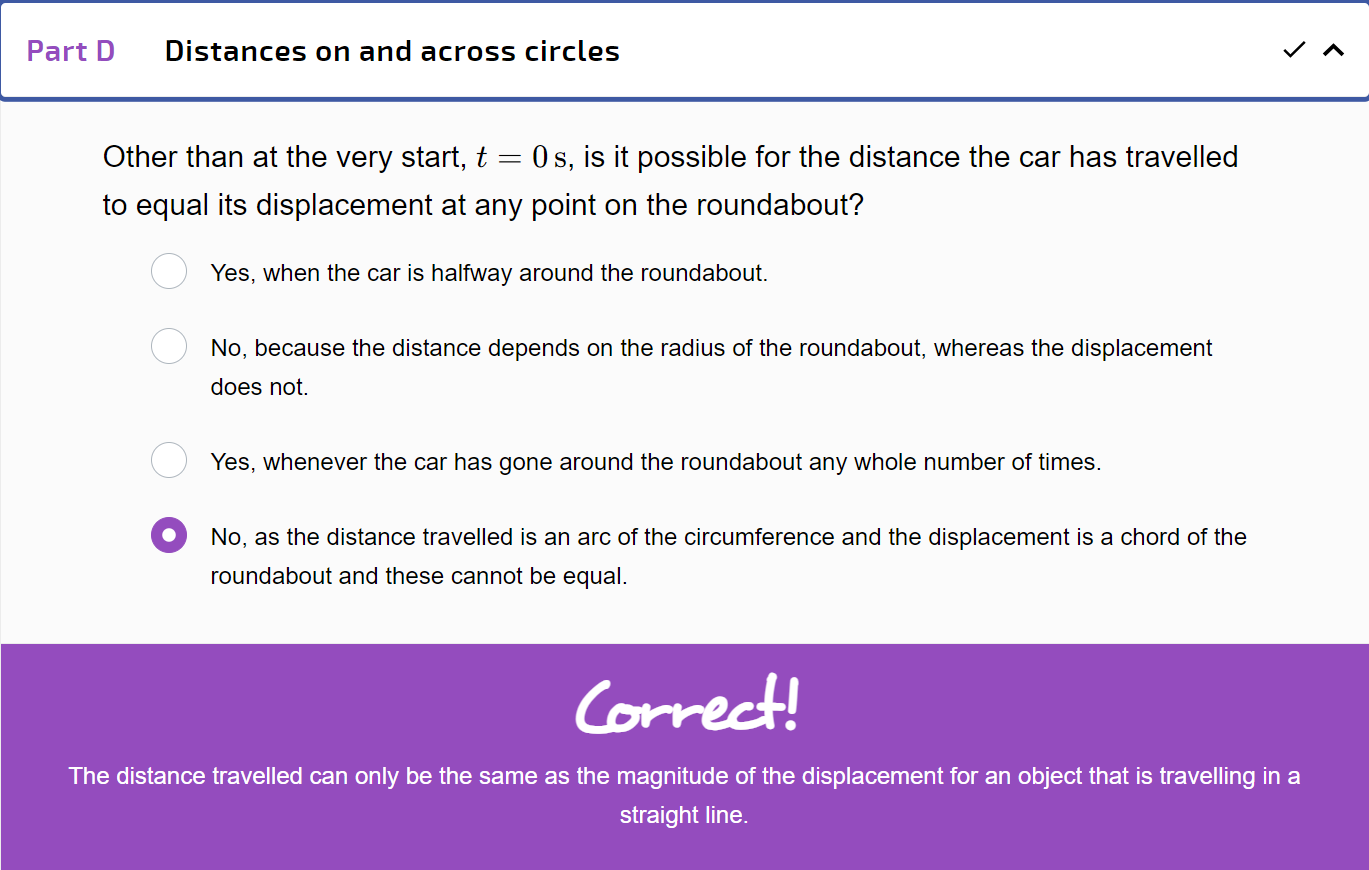 Part D Distances on and across circles
Other than at the very start, t = 0 s, is it possible for the distance the car has travelled
to equal its displacement at any point on the roundabout?
Yes, when the car is halfway around the roundabout.
No, because the distance depends on the radius of the roundabout, whereas the displacement
does not.
Yes, whenever the car has gone around the roundabout any whole number of times.
No, as the distance travelled is an arc of the circumference and the displacement is a chord of the
roundabout and these cannot be equal.
Correct!
The distance travelled can only be the same as the magnitude of the displacement for an object that is travelling in a
straight line.